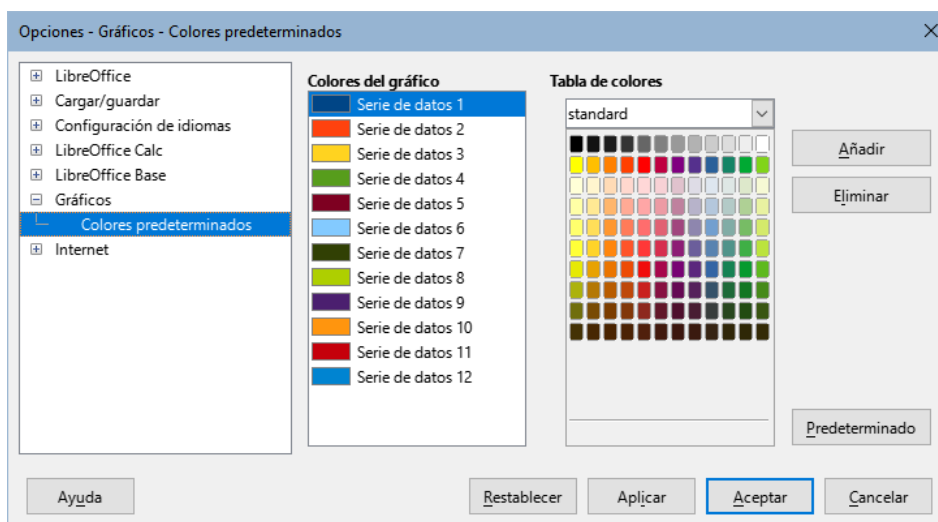 Opciones - Gráficos - Colores predeterminados
LibreOffice
Cargar/guardar
Configuración de idiomas
LibreOffice Calc
LibreOffice Base
Gráficos
Colores predeterminados
Internet
Colores del gráfico
Serie de datos 1
Serie de datos 2
Serie de datos 3
Serie de datos 4
Serie de datos 5
Serie de datos 6
Serie de datos 7
Serie de datos 8
Serie de datos 9
Serie de datos 10
Serie de datos 11
Serie de datos 12
Tabla de colores
standard
Añadir
Eliminar
Predeterminado
Ayuda
Restablecer
Aplicar
Aceptar
Cancelar